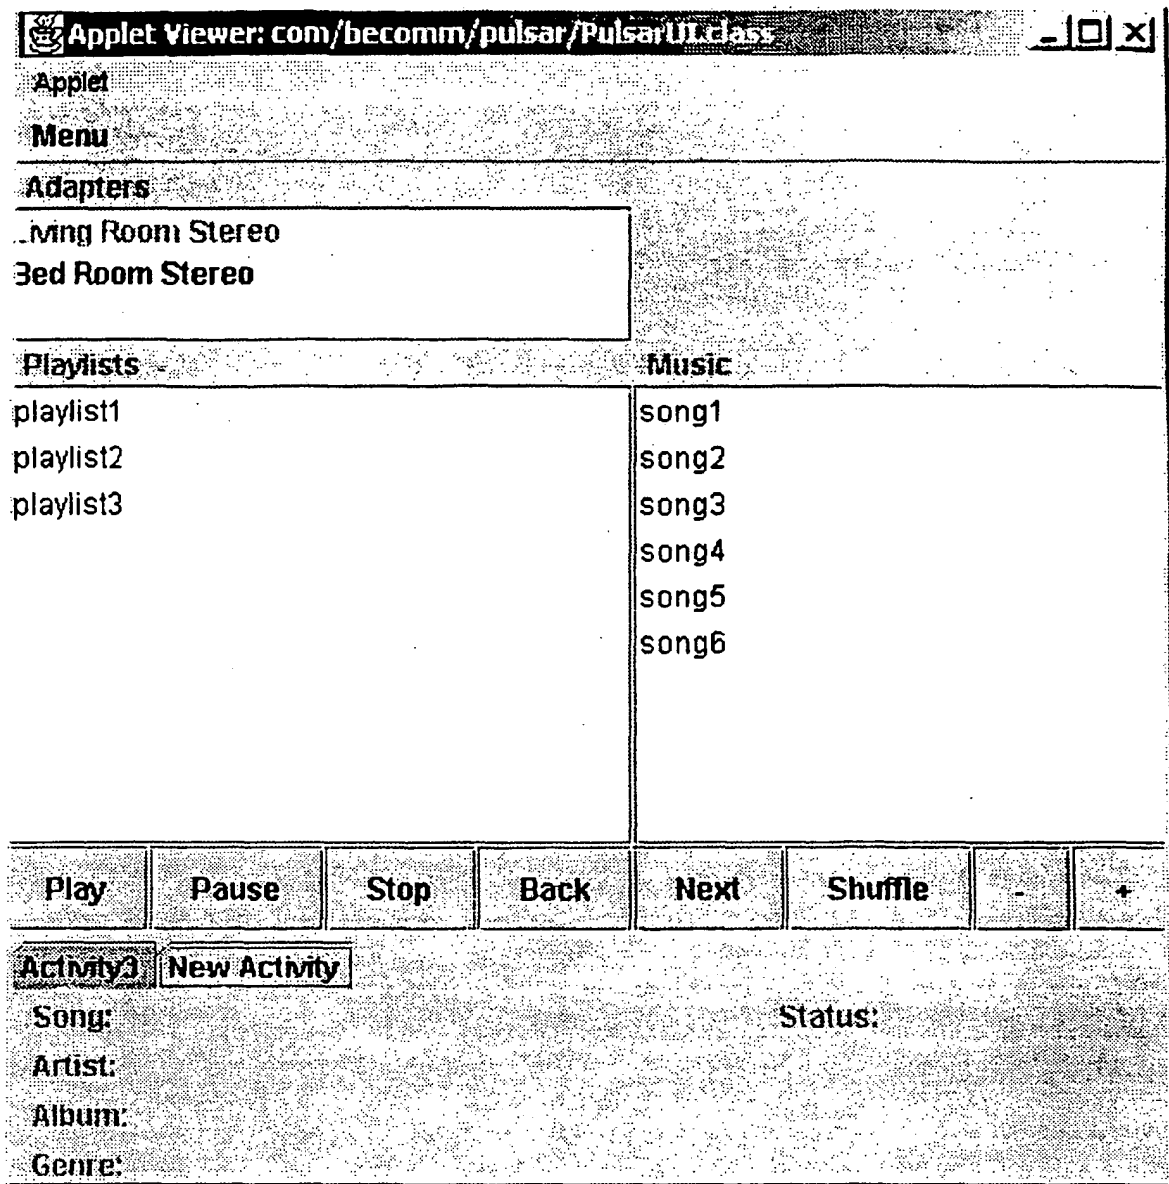 Applet Viewer: com/becomm/pulsar/PulsarUI.class
Applet
Menu
Adapters
Living Room Stereo
Bed Room Stereo
Playlists Music
playlist1 song1
playlist2 song2
playlist3 song3
song4
song5
song6
Play Pause Stop Back Next Shuffle - +
Activity3 New Activity
Song: Status:
Artist:
Album:
Genre: